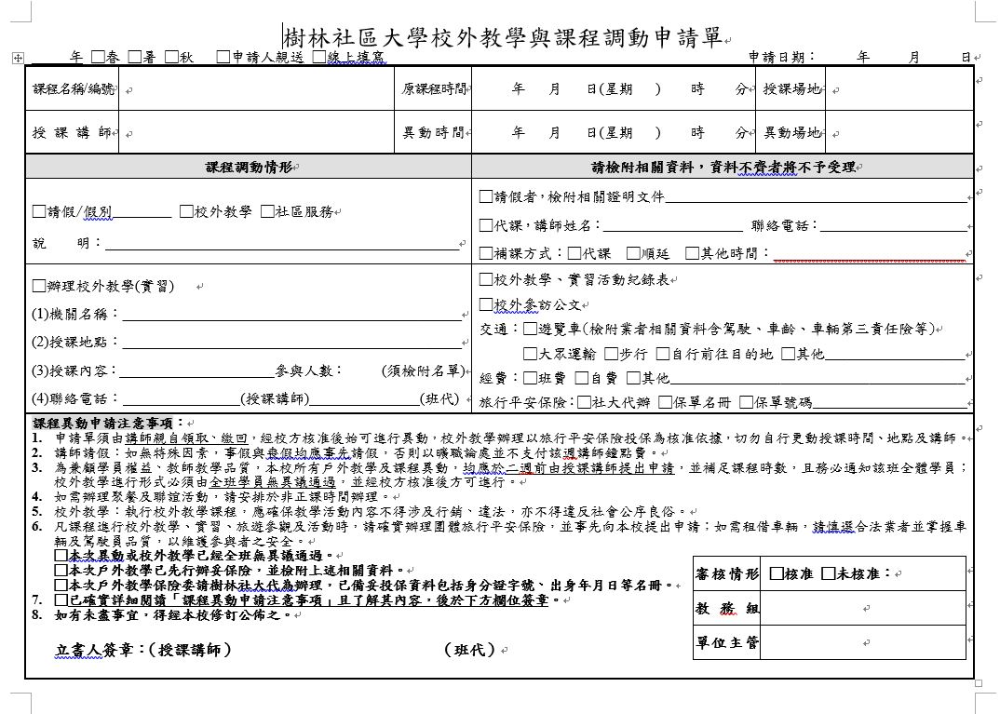 樹林社區大學校外教學與課程調動申請單
____年 □春 □暑 □秋 □申請人親送 □線上填寫 申請日期： 年 月 日
課程名稱/編號 原課程時間 年 月 日(星期 ) 時 分 授課場地
授課講師 異動時間 年 月 日(星期 ) 時 分 異動場地
課程調動情形 請檢附相關資料，資料不齊者將不予受理
□請假/假別________ □校外教學 □社區服務
說 明：________________
□請假者，檢附相關證明文件________________
□代課，講師姓名：________________ 聯絡電話：________________
□補課方式：□代課 □順延 □其他時間：________________
□辦理校外教學(實習)
(1)機關名稱：________________
(2)授課地點：________________
(3)授課內容：________________參與人數： (須檢附名單)
(4)聯絡電話：________________(授課講師)________________(班代)
□校外教學、實習活動紀錄表
□校外參訪公文
交通：□遊覽車(檢附業者相關資料含駕駛、車齡、車輛第三責任險等)
□大眾運輸 □步行 □自行前往目的地 □其他________________
經費：□班費 □自費 □其他________________
旅行平安保險：□社大代辦 □保單名冊 □保單號碼________________
課程異動申請注意事項：
1. 申請單須由講師親自領取、繳回，經校方核准後始可進行異動，校外教學辦理以旅行平安保險投保為核准依據，切勿自行更動授課時間、地點及講師。
2. 講師請假：如無特殊因素，事假與喪假均應事先請假，否則以曠職論處並不支付該週講師鐘點費。
3. 為兼顧學員權益、教師教學品質，本校所有戶外教學及課程異動，均應於二週前由授課講師提出申請，並補足課程時數，且務必通知該班全體學員；
校外教學進行形式必須由全班學員無異議通過，並經校方核准後方可進行。
4. 如需辦理聚餐及聯誼活動，請安排於非正課時間辦理。
5. 校外教學：執行校外教學課程，應確保教學活動內容不得涉及行銷、違法，亦不得違反社會公序良俗。
6. 凡課程進行校外教學、實習、旅遊參觀及活動時，請確實辦理團體旅行平安保險，並事先向本校提出申請；如需租借車輛，請慎選合法業者並掌握車
輛及駕駛員品質，以維護參與者之安全。
□本次異動或校外教學已經全班無異議通過。
□本次戶外教學已先行辦妥保險，並檢附上述相關資料。
□本次戶外教學保險委請樹林社大代為辦理，已備妥投保資料包括身分證字號、出身年月日等名冊。
7. □已確實詳細閱讀「課程異動申請注意事項」且了解其內容，後於下方欄位簽章。
8. 如有未盡事宜，得經本校修訂公佈之。
立書人簽章：(授課講師) (班代)
審核情形 □核准 □未核准：
教務組
單位主管